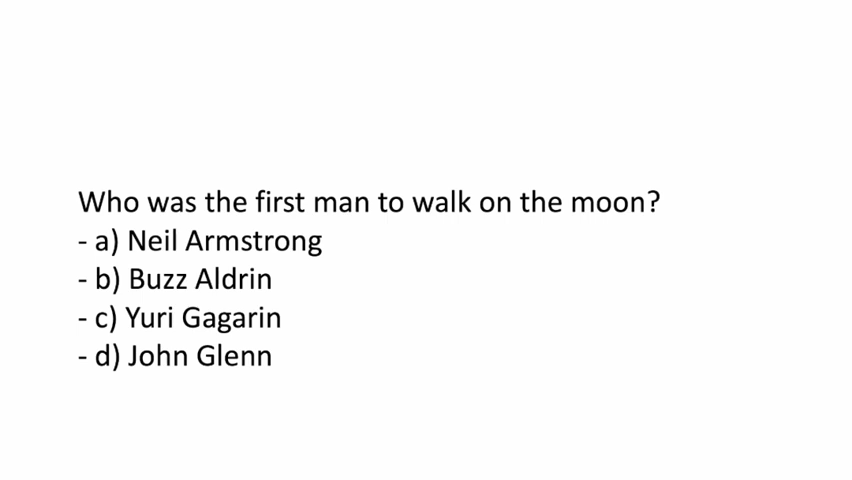 Who was the first man to walk on the moon?
- a) Neil Armstrong
- b) Buzz Aldrin
- c) Yuri Gagarin
- d) John Glenn